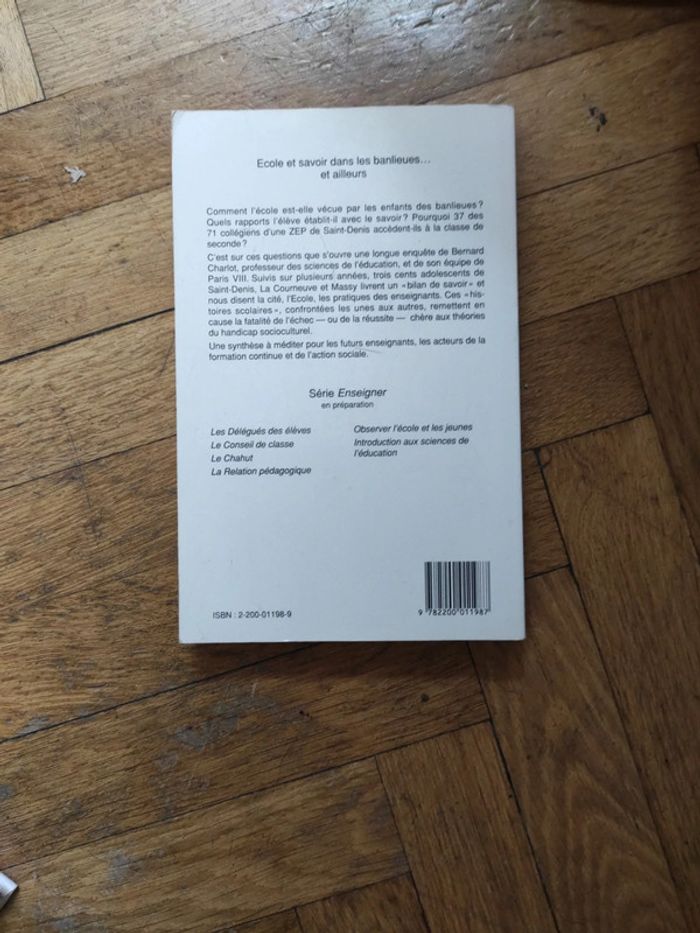 Ecole et savoir dans les banlieues...
et ailleurs
Comment l'école est-elle vécue par les enfants des banlieues?
Quels rapports l'élève établit-il avec le savoir? Pourquoi 37 des
71 collégiens d'une ZEP de Saint-Denis accèdent-ils à la classe de
seconde?
C'est sur ces questions que s'ouvre une longue enquête de Bernard
Charlot, professeur des sciences de l'éducation, et de son équipe de
Paris VIII. Suivis sur plusieurs années, trois cents adolescents de
Saint-Denis, La Courneuve et Massy livrent un «bilan de savoir» et
nous disent la cité, l'Ecole, les pratiques des enseignants. Ces «his-
toires scolaires», confrontées les unes aux autres, remettent en
cause la fatalité de l'échec — ou de la réussite — chère aux théories
du handicap socioculturel.
Une synthèse à méditer pour les futurs enseignants, les acteurs de la
formation continue et de l'action sociale.
Série Enseigner
en préparation
Les Délégués des élèves
Le Conseil de classe
Le Chahut
La Relation pédagogique
Observer l'école et les jeunes
Introduction aux sciences de
l'éducation
ISBN : 2-200-01198-9
9 782200 011987